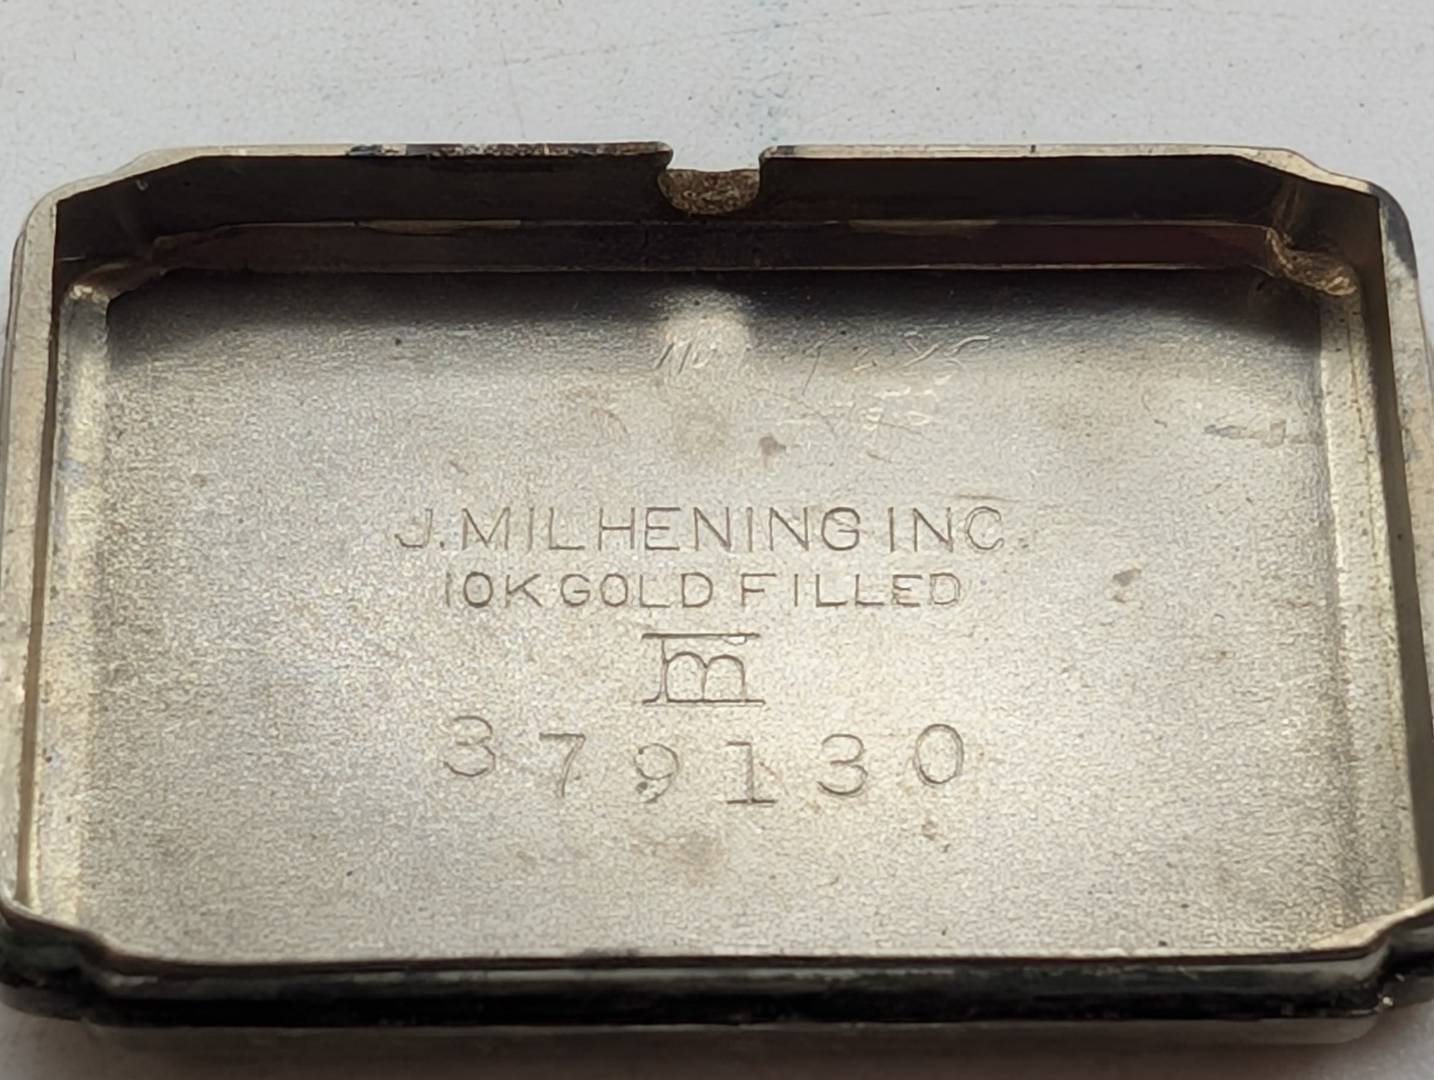 J. MILHENING INC.
10K GOLD FILLED
B
379130